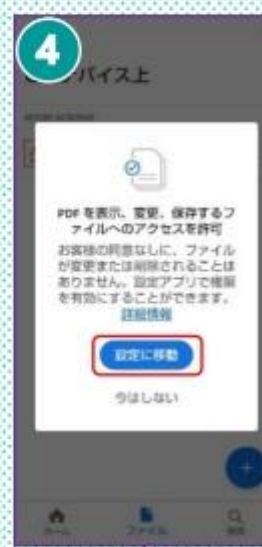 4
バイス上
PDF を表示、変更、保存するフ
ァイルへのアクセスを許可
お客様の同意なしに、ファイル
が変更または削除されることは
ありません。設定アプリで権限
を有効にすることができます。
詳細情報
設定に移動
今はしない
ホーム
ファイル
検索